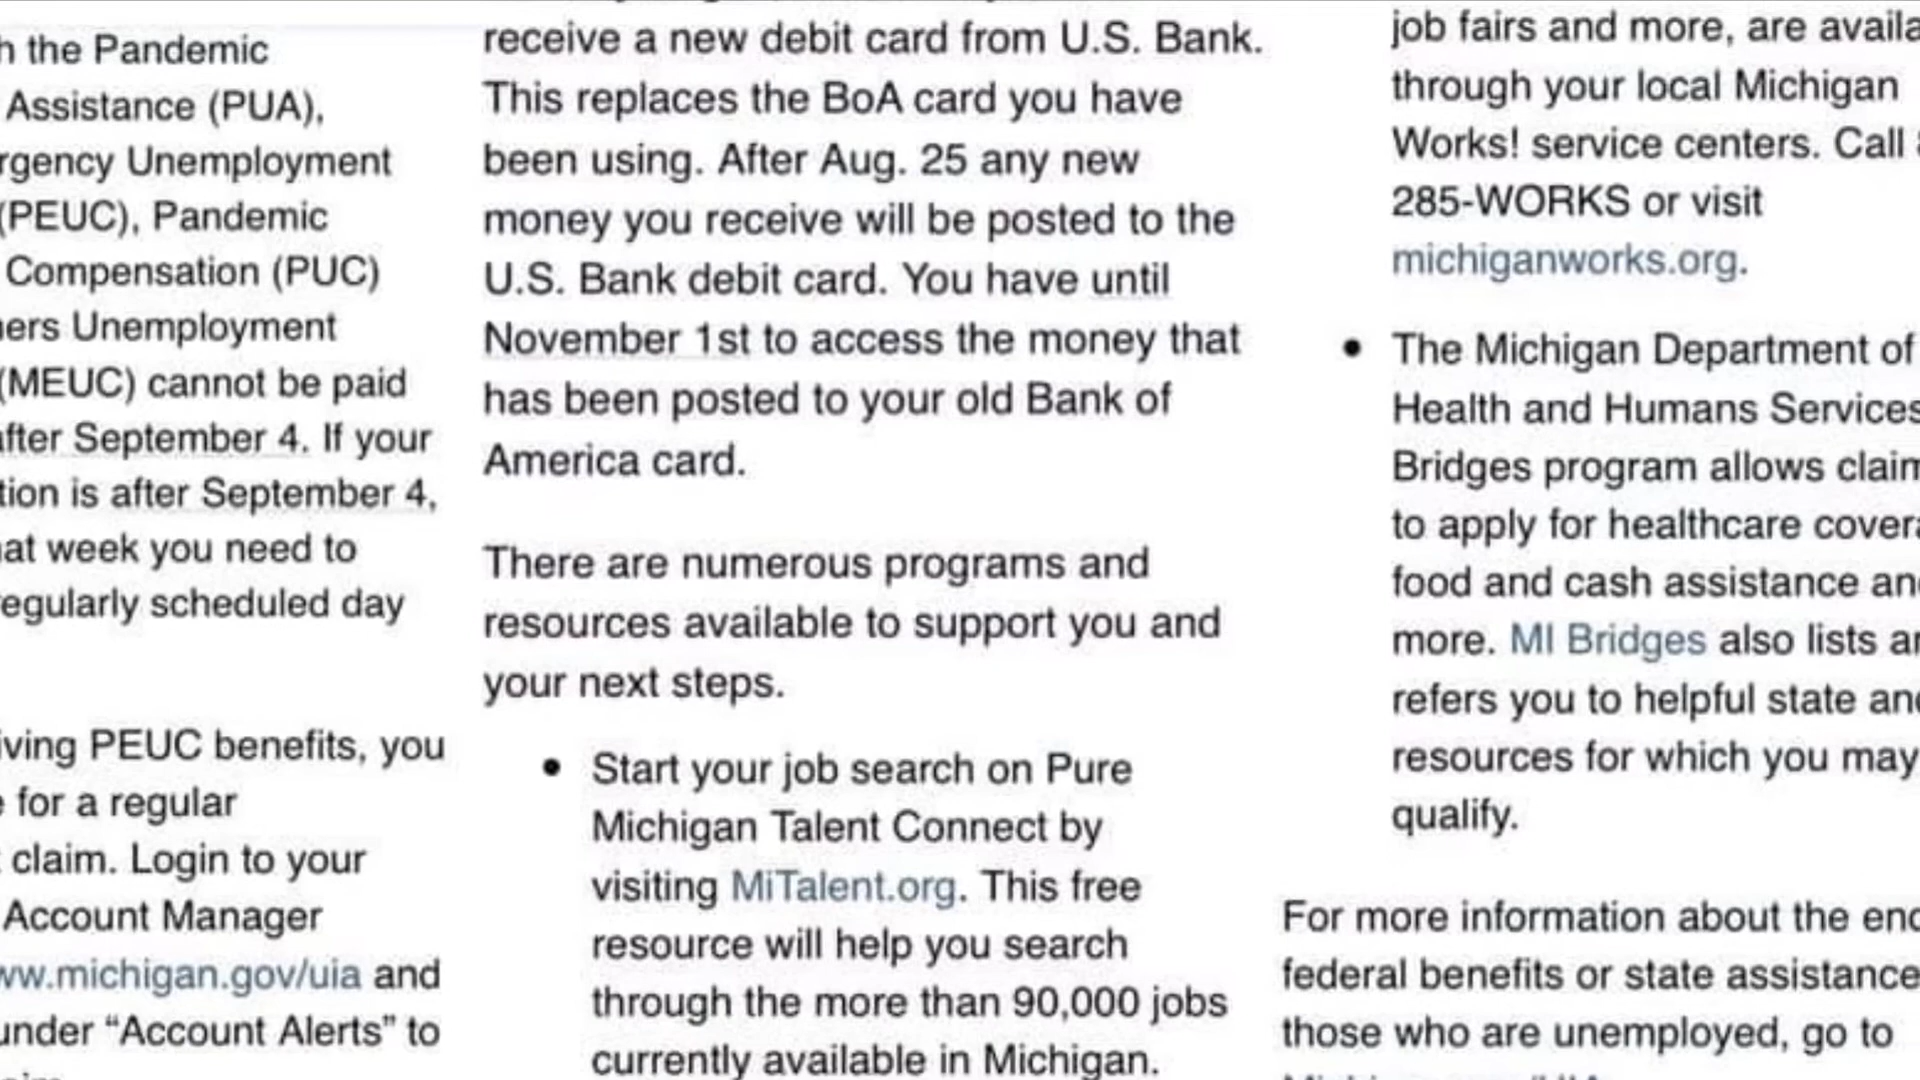 h the Pandemic
Assistance (PUA),
rgency Unemployment
(PEUC), Pandemic
Compensation (PUC)
ners Unemployment
(MEUC) cannot be paid
after September 4. If your
tion is after September 4,
hat week you need to
regularly scheduled day
iving PEUC benefits, you
e for a regular
t claim. Login to your
Account Manager
ww.michigan.gov/uia and
under “Account Alerts” to
receive a new debit card from U.S. Bank.
This replaces the BoA card you have
been using. After Aug. 25 any new
money you receive will be posted to the
U.S. Bank debit card. You have until
November 1st to access the money that
has been posted to your old Bank of
America card.
There are numerous programs and
resources available to support you and
your next steps.
• Start your job search on Pure
Michigan Talent Connect by
visiting MiTalent.org. This free
resource will help you search
through the more than 90,000 jobs
currently available in Michigan.
job fairs and more, are availa
through your local Michigan
Works! service centers. Call
285-WORKS or visit
michiganworks.org.
• The Michigan Department of
Health and Humans Services
Bridges program allows claim
to apply for healthcare covera
food and cash assistance an
more. MI Bridges also lists an
refers you to helpful state and
resources for which you may
qualify.
For more information about the end
federal benefits or state assistance
those who are unemployed, go to